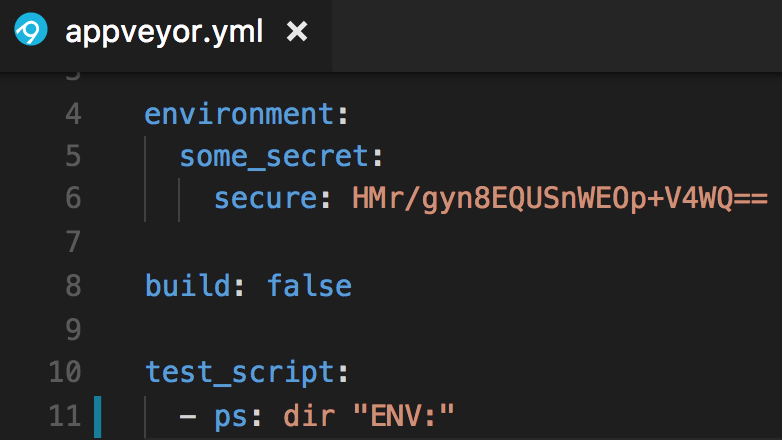 appveyor.yml ×
4 environment:
5 some_secret:
6 secure: HMr/gyn8EQUSnWEOp+V4WQ==
7
8 build: false
9
10 test_script:
11 - ps: dir "ENV:"